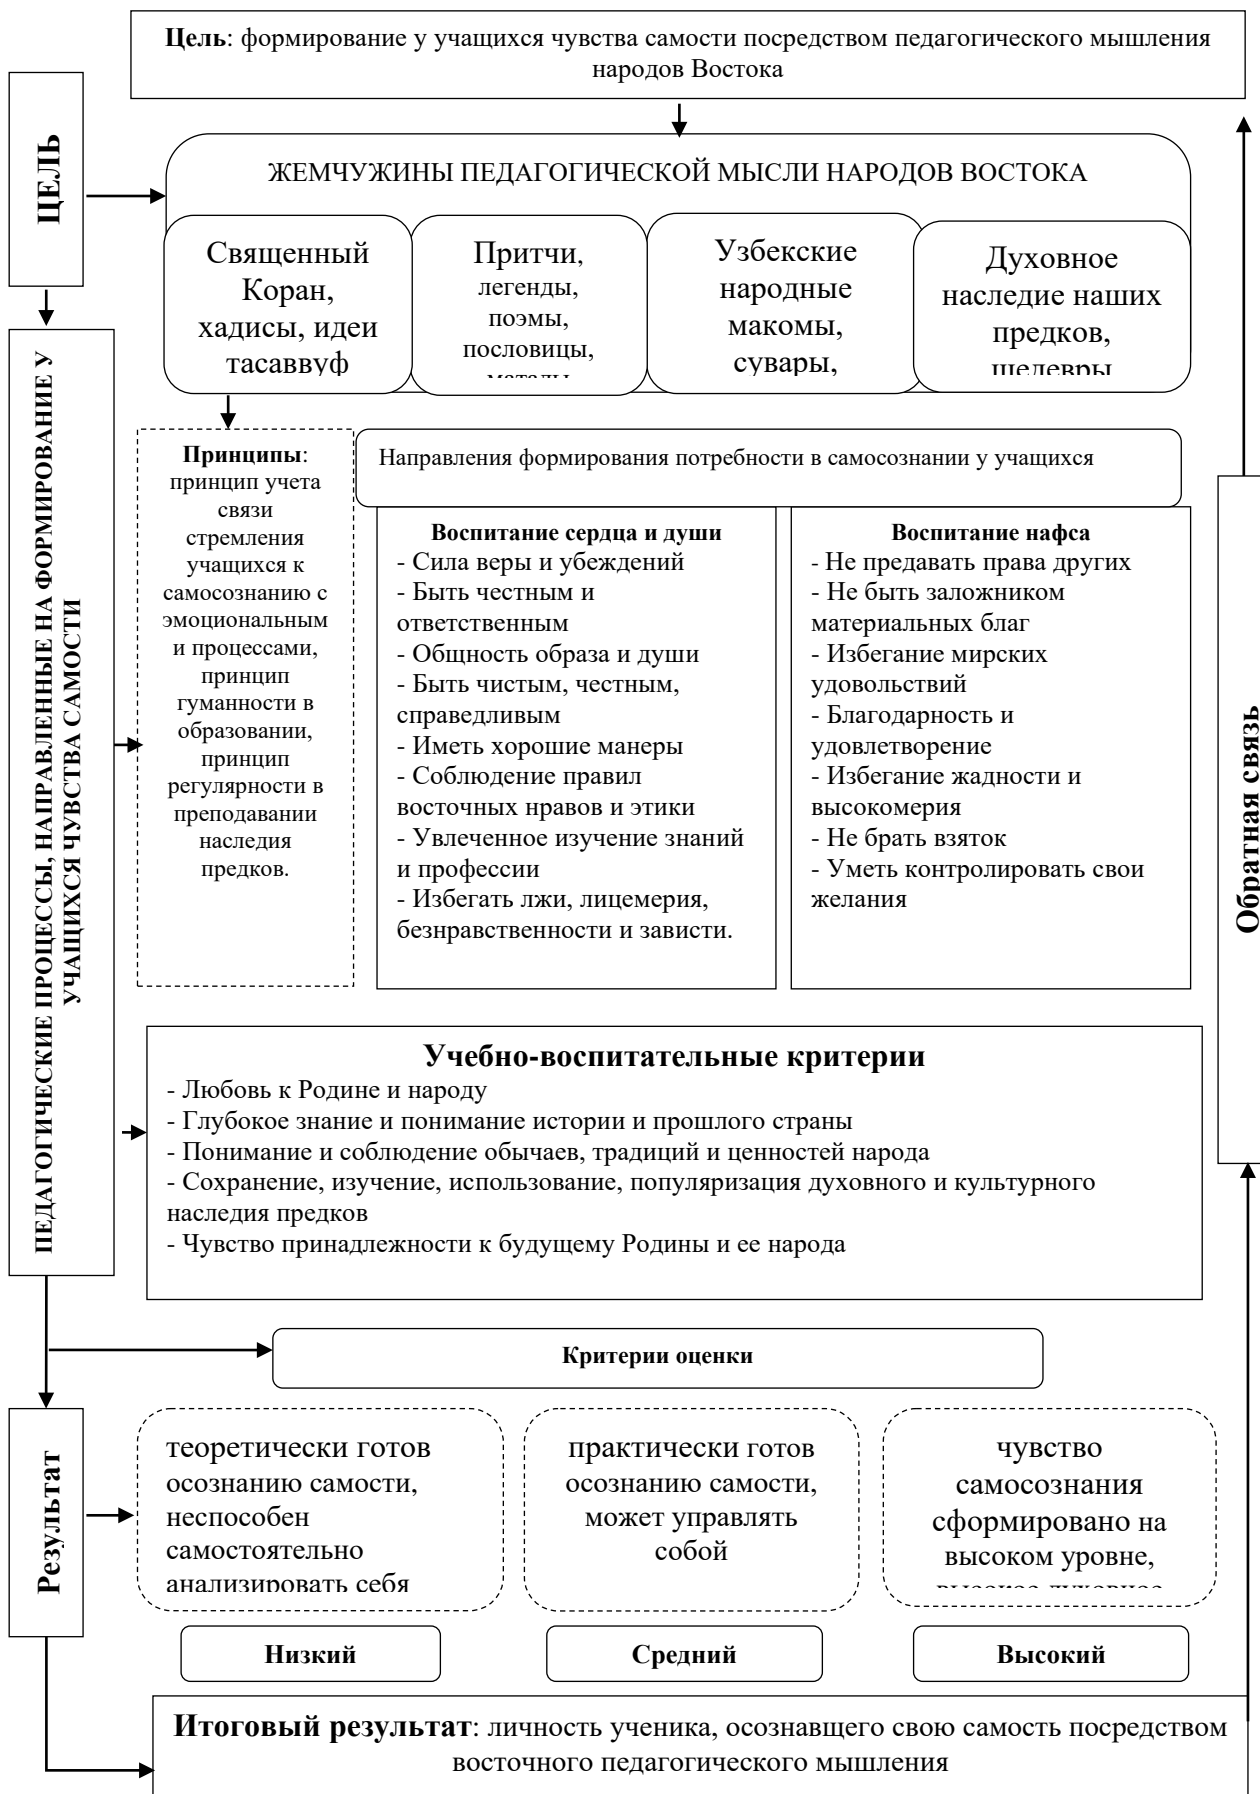 Цель: формирование у учащихся чувства самости посредством педагогического мышления
народов Востока
ЦЕЛЬ
ЖЕМЧУЖИНЫ ПЕДАГОГИЧЕСКОЙ МЫСЛИ НАРОДОВ ВОСТОКА
Священный
Коран,
хадисы, идеи
тасаввуф
Притчи,
легенды,
поэмы,
пословицы,
Узбекские
народные
макомы,
сувары,
Духовное
наследие наших
предков,
шедевры
ПЕДАГОГИЧЕСКИЕ ПРОЦЕССЫ, НАПРАВЛЕННЫЕ НА ФОРМИРОВАНИЕ У
УЧАЩИХСЯ ЧУВСТВА САМОСТИ
Принципы:
принцип учета
связи
стремления
учащихся к
самосознанию с
эмоциональным
и процессами,
принцип
гуманности в
образовании,
принцип
регулярности в
преподавании
наследия
предков.
Направления формирования потребности в самосознании у учащихся
Воспитание сердца и души
- Сила веры и убеждений
- Быть честным и
ответственным
- Общность образа и души
- Быть чистым, честным,
справедливым
- Иметь хорошие манеры
- Соблюдение правил
восточных нравов и этики
- Увлеченное изучение знаний
и профессии
- Избегать лжи, лицемерия,
безнравственности и зависти.
Воспитание нафса
- Не предавать права других
- Не быть заложником
материальных благ
- Избегание мирских
удовольствий
- Благодарность и
удовлетворение
- Избегание жадности и
высокомерия
- Не брать взяток
- Уметь контролировать свои
желания
Обратная связь
Учебно-воспитательные критерии
- Любовь к Родине и народу
- Глубокое знание и понимание истории и прошлого страны
- Понимание и соблюдение обычаев, традиций и ценностей народа
- Сохранение, изучение, использование, популяризация духовного и культурного
наследия предков
- Чувство принадлежности к будущему Родины и ее народа
Критерии оценки
Результат
теоретически готов
осознанию самости,
неспособен
самостоятельно
анализировать себя
практически готов
осознанию самости,
может управлять
собой
чувство
самосознания
сформировано на
высоком уровне,
высокое духовное
Низкий
Средний
Высокий
Итоговый результат: личность ученика, осознавщего свою самость посредством
восточного педагогического мышления